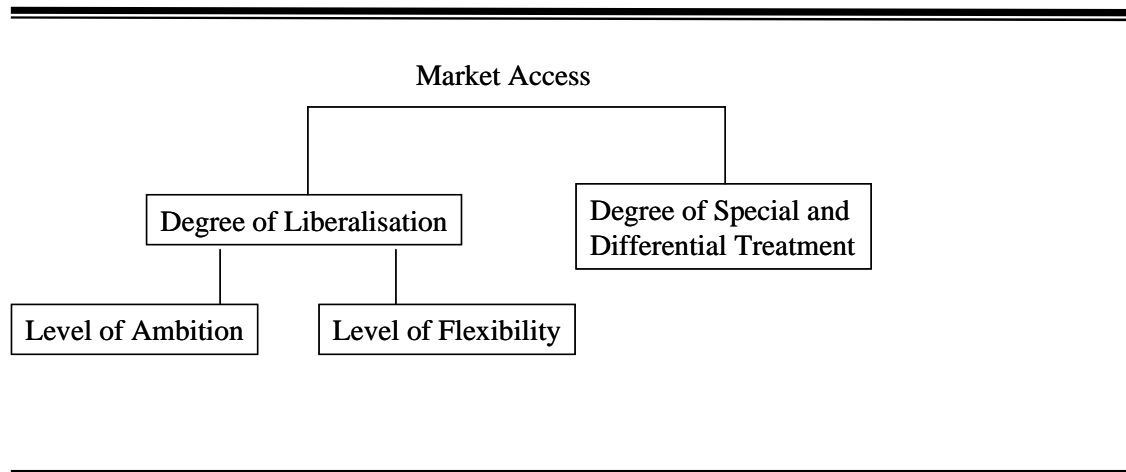 Market Access
Degree of Liberalisation
Degree of Special and
Differential Treatment
Level of Ambition
Level of Flexibility